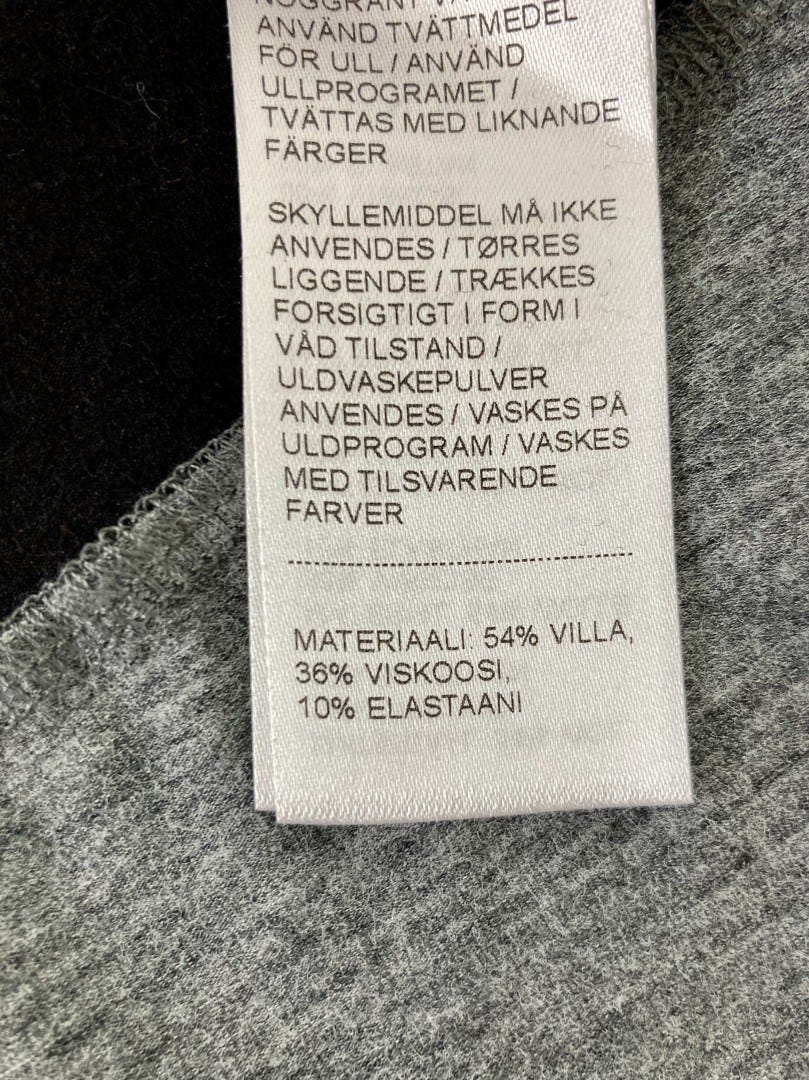 ANVÄND TVÄTTMEDEL
FÖR ULL / ANVÄND
ULLPROGRAMET /
TVÄTTAS MED LIKNANDE
FÄRGER
SKYLLEMIDDEL MÅ IKKE
ANVENDES / TØRRES
LIGGENDE / TRÆKKES
FORSIGTIGT I FORM I
VÅD TILSTAND /
ULDVASKEPULVER
ANVENDES / VASKES PÅ
ULDPROGRAM / VASKES
MED TILSVARENDE
FARVER
MATERIAALI: 54% VILLA,
36% VISKOOSI,
10% ELASTAANI